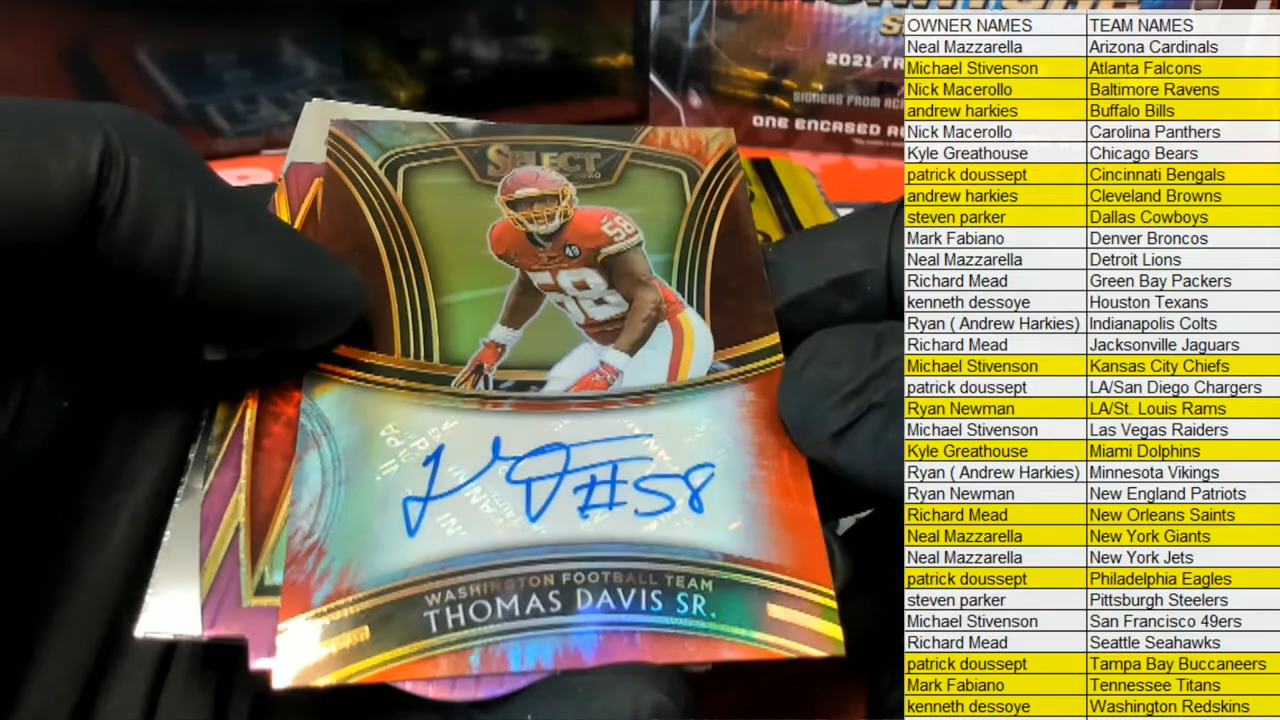 SELECT
2020
58
58
49
#58
WASHINGTON FOOTBALL TEAM
THOMAS DAVIS SR.
2021 TR
SIGNERS FROM
ONE ENCASED
OWNER NAMES TEAM NAMES
Neal Mazzarella Arizona Cardinals
Michael Stivenson Atlanta Falcons
Nick Macerollo Baltimore Ravens
andrew harkies Buffalo Bills
Nick Macerollo Carolina Panthers
Kyle Greathouse Chicago Bears
patrick doussept Cincinnati Bengals
andrew harkies Cleveland Browns
steven parker Dallas Cowboys
Mark Fabiano Denver Broncos
Neal Mazzarella Detroit Lions
Richard Mead Green Bay Packers
kenneth dessoye Houston Texans
Ryan ( Andrew Harkies) Indianapolis Colts
Richard Mead Jacksonville Jaguars
Michael Stivenson Kansas City Chiefs
patrick doussept LA/San Diego Chargers
Ryan Newman LA/St. Louis Rams
Michael Stivenson Las Vegas Raiders
Kyle Greathouse Miami Dolphins
Ryan ( Andrew Harkies) Minnesota Vikings
Ryan Newman New England Patriots
Richard Mead New Orleans Saints
Neal Mazzarella New York Giants
Neal Mazzarella New York Jets
patrick doussept Philadelphia Eagles
steven parker Pittsburgh Steelers
Michael Stivenson San Francisco 49ers
Richard Mead Seattle Seahawks
patrick doussept Tampa Bay Buccaneers
Mark Fabiano Tennessee Titans
kenneth dessoye Washington Redskins